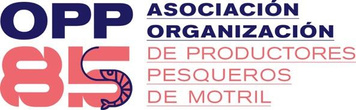 OPP
85
ASOCIACIÓN
ORGANIZACIÓN
DE PRODUCTORES
PESQUEROS
DE MOTRIL